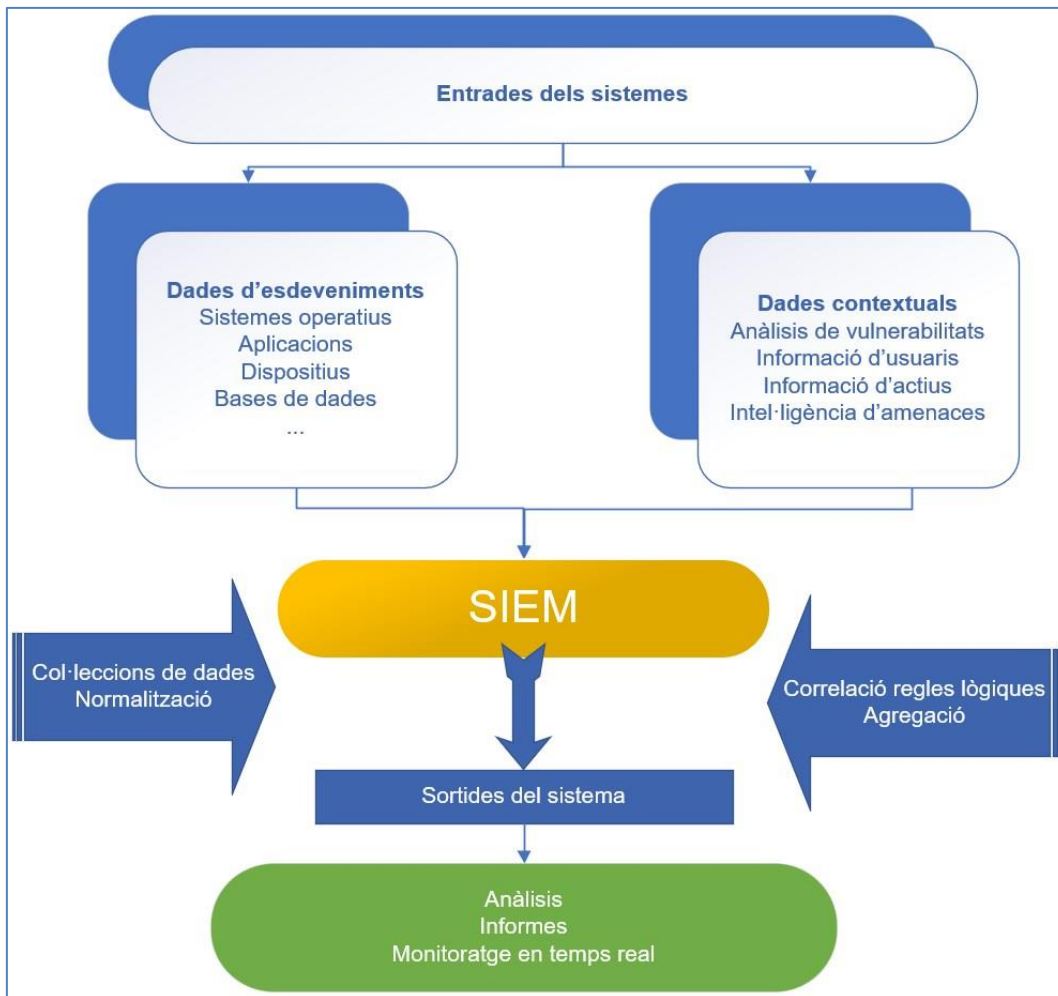 Entrades dels sistemes
Dades d'esdeveniments
Sistemes operatius
Aplicacions
Dispositius
Bases de dades
...
Dades contextuals
Anàlisis de vulnerabilitats
Informació d'usuaris
Informació d'actius
Intel·ligència d'amenaces
SIEM
Col·leccions de dades
Normalització
Correlació regles lògiques
Agregació
Sortides del sistema
Anàlisis
Informes
Monitoratge en temps real